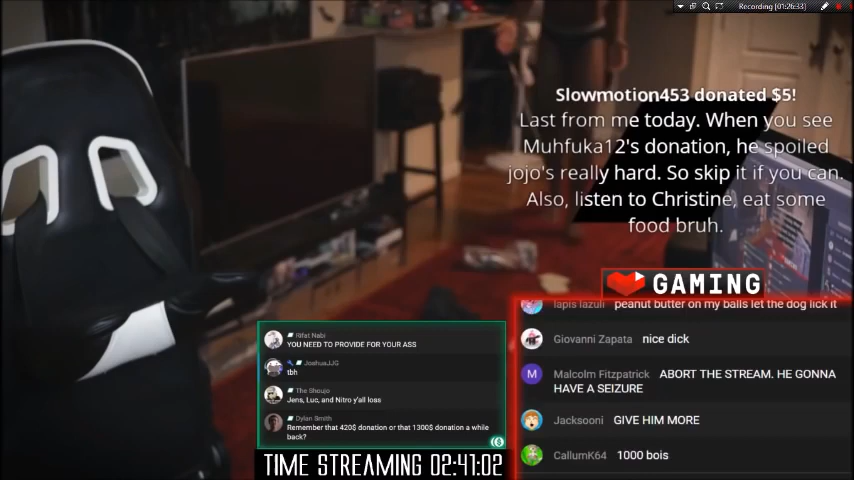 Recording [01:26:33]
Slowmotion453 donated $5!
Last from me today. When you see
Muhfuka12's donation, he spoiled
jojo's really hard. So skip it if you can.
Also, listen to Christine, eat some
food bruh.
GAMING
lapis lazuli peanut butter on my balls let the dog lick it
Giovanni Zapata nice dick
M Malcolm Fitzpatrick ABORT THE STREAM. HE GONNA
HAVE A SEIZURE
Jacksooni GIVE HIM MORE
CallumK64 1000 bois
Rifat Nabi
YOU NEED TO PROVIDE FOR YOUR ASS
JoshuaJJG
tbh
The Shoujo
Jens, Luc, and Nitro y'all loss
Dylan Smith
Remember that 420$ donation or that 1300$ donation a while
back?
TIME STREAMING 02:41:02